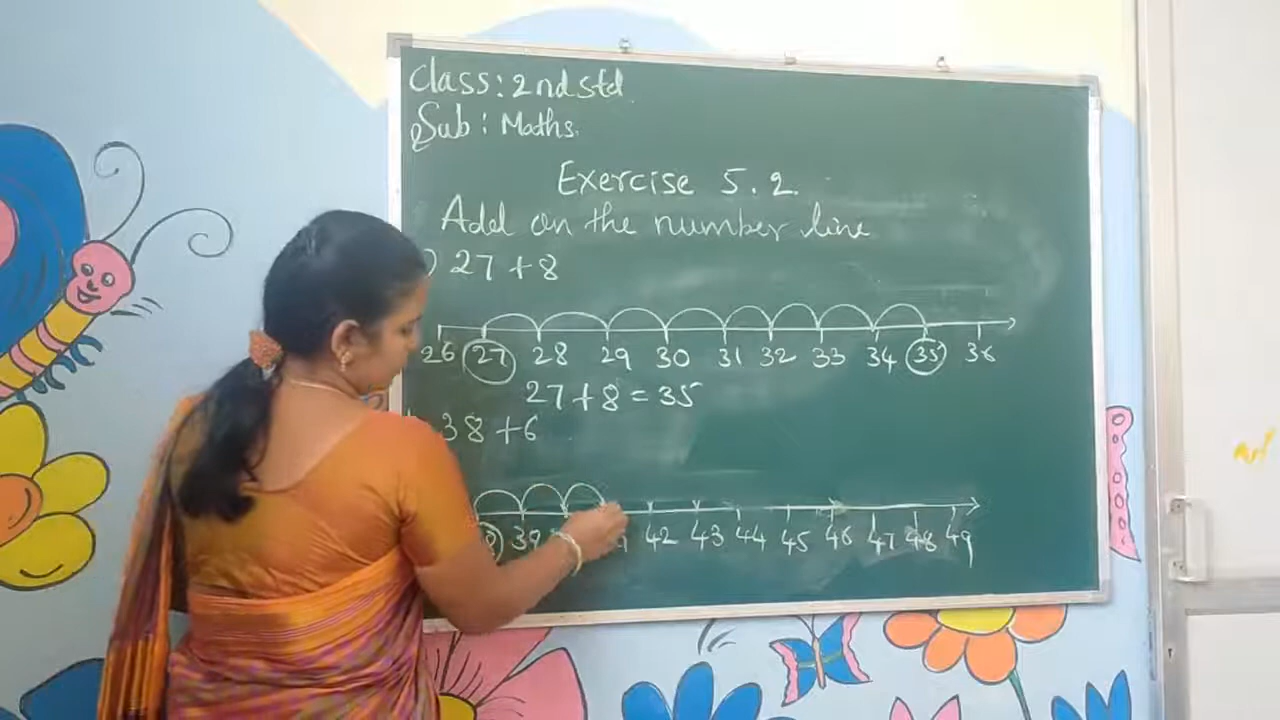 Class: 2nd std.
Sub: Maths.
Exercise 5.2.
Add on the number line
) 27 + 8
26 27 28 29 30 31 32 33 34 35 36
27 + 8 = 35
38 + 6
39 42 43 44 45 46 47 48 49